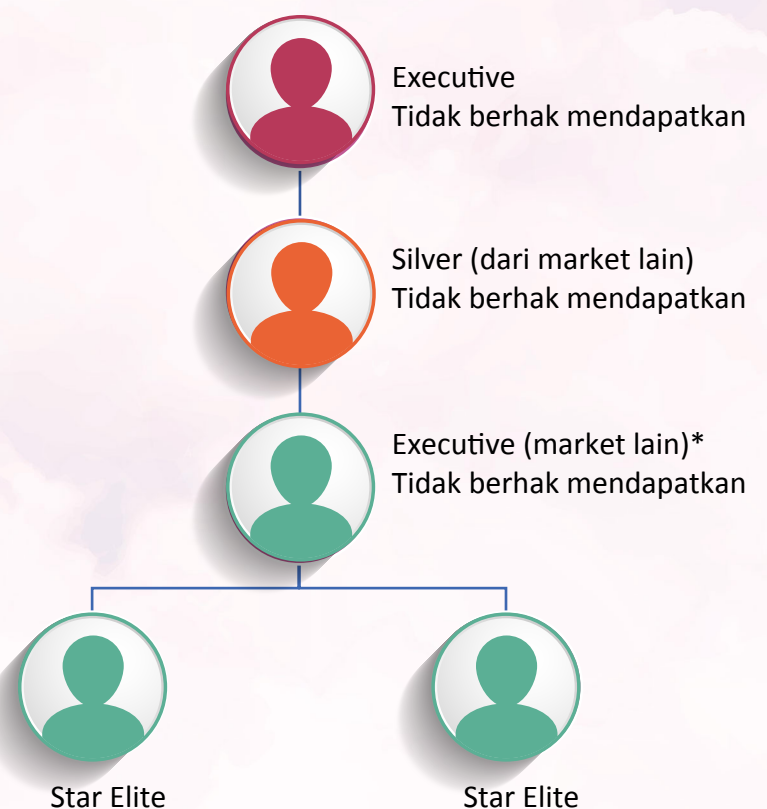 Executive
Tidak berhak mendapatkan
Silver (dari market lain)
Tidak berhak mendapatkan
Executive (market lain)*
Tidak berhak mendapatkan
Star Elite
Star Elite